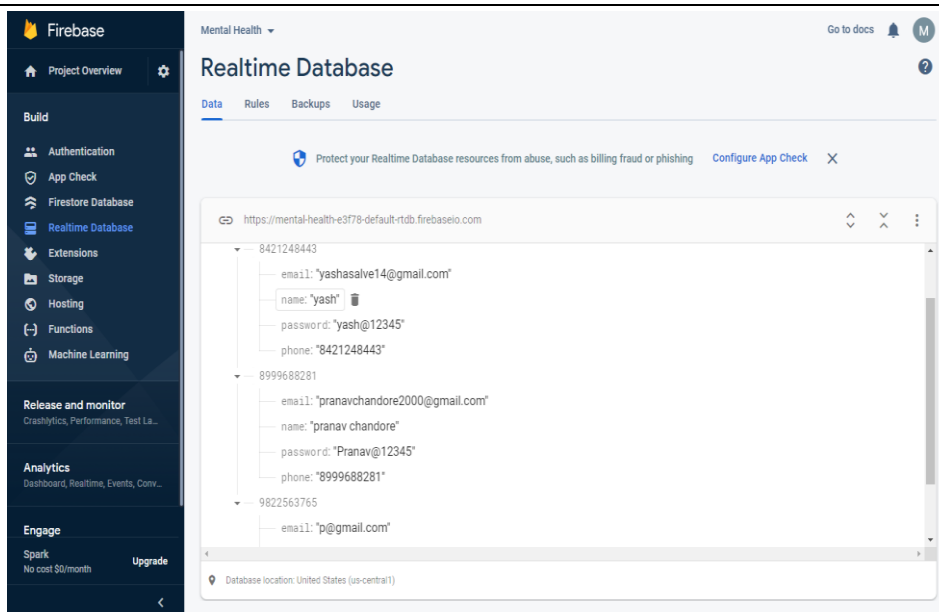 Firebase
Project Overview
Build
Authentication
App Check
Firestore Database
Realtime Database
Extensions
Storage
Hosting
Functions
Machine Learning
Release and monitor
Crashlytics, Performance, Test La...
Analytics
Dashboard, Realtime, Events, Conv...
Engage
Spark
No cost $0/month
Upgrade
Mental Health
Go to docs
M
Realtime Database
Data Rules Backups Usage
Protect your Realtime Database resources from abuse, such as billing fraud or phishing Configure App Check
https://mental-health-e3f78-default-rtdb.firebaseio.com
8421248443
email: "yashasalve14@gmail.com"
name: "yash"
password: "yash@12345"
phone: "8421248443"
8999688281
email: "pranavchandore2000@gmail.com"
name: "pranav chandore"
password: "Pranav@12345"
phone: "8999688281"
9822563765
email: "p@gmail.com"
Database location: United States (us-central1)